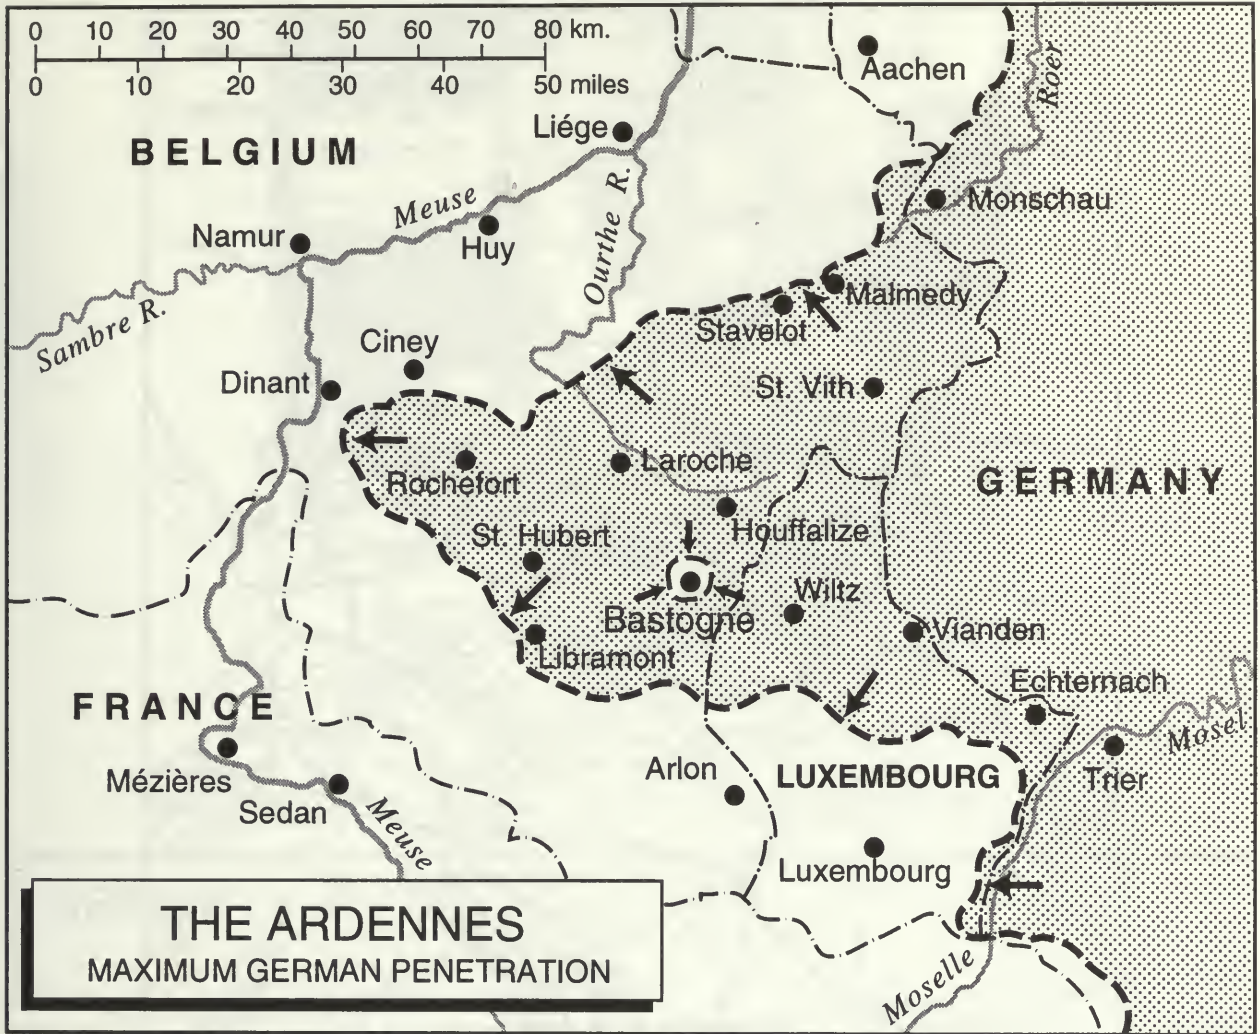 0 10 20 30 40 50 60 70 80 km.
0 10 20 30 40 50 miles
Aachen
Roer
Liége
BELGIUM
Ourthe R.
Meuse
Monschau
Namur
Huy
Malmedy
Sambre R.
Stavelot
Ciney
Dinant
St. Vith
Laroche
Rochefort
GERMANY
St. Hubert
Houffalize
Wiltz
Bastogne
Vianden
Libramont
Echternach
FRANCE
Mosel
Arlon
LUXEMBOURG
Trier
Mézières
Sedan
Meuse
Luxembourg
THE ARDENNES
MAXIMUM GERMAN PENETRATION
Moselle